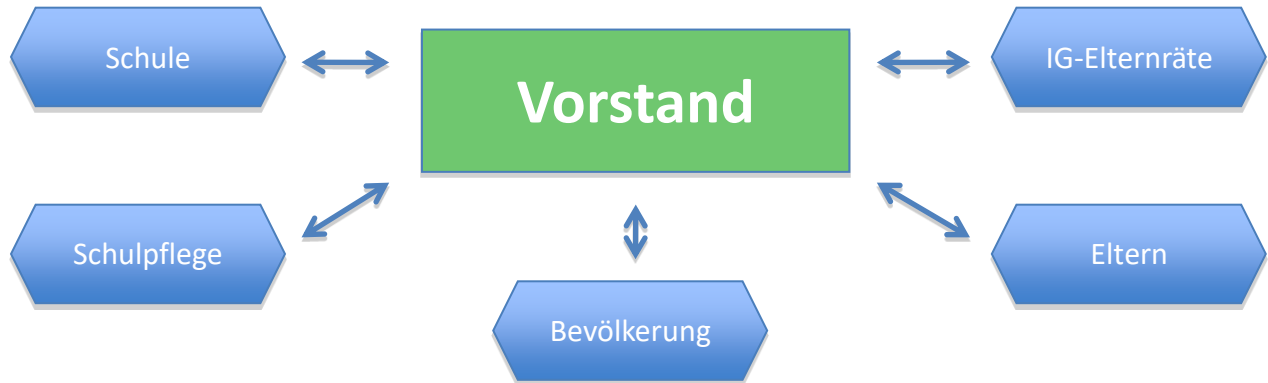 Schule
Vorstand
IG-Elternräte
Schulpflege
Bevölkerung
Eltern